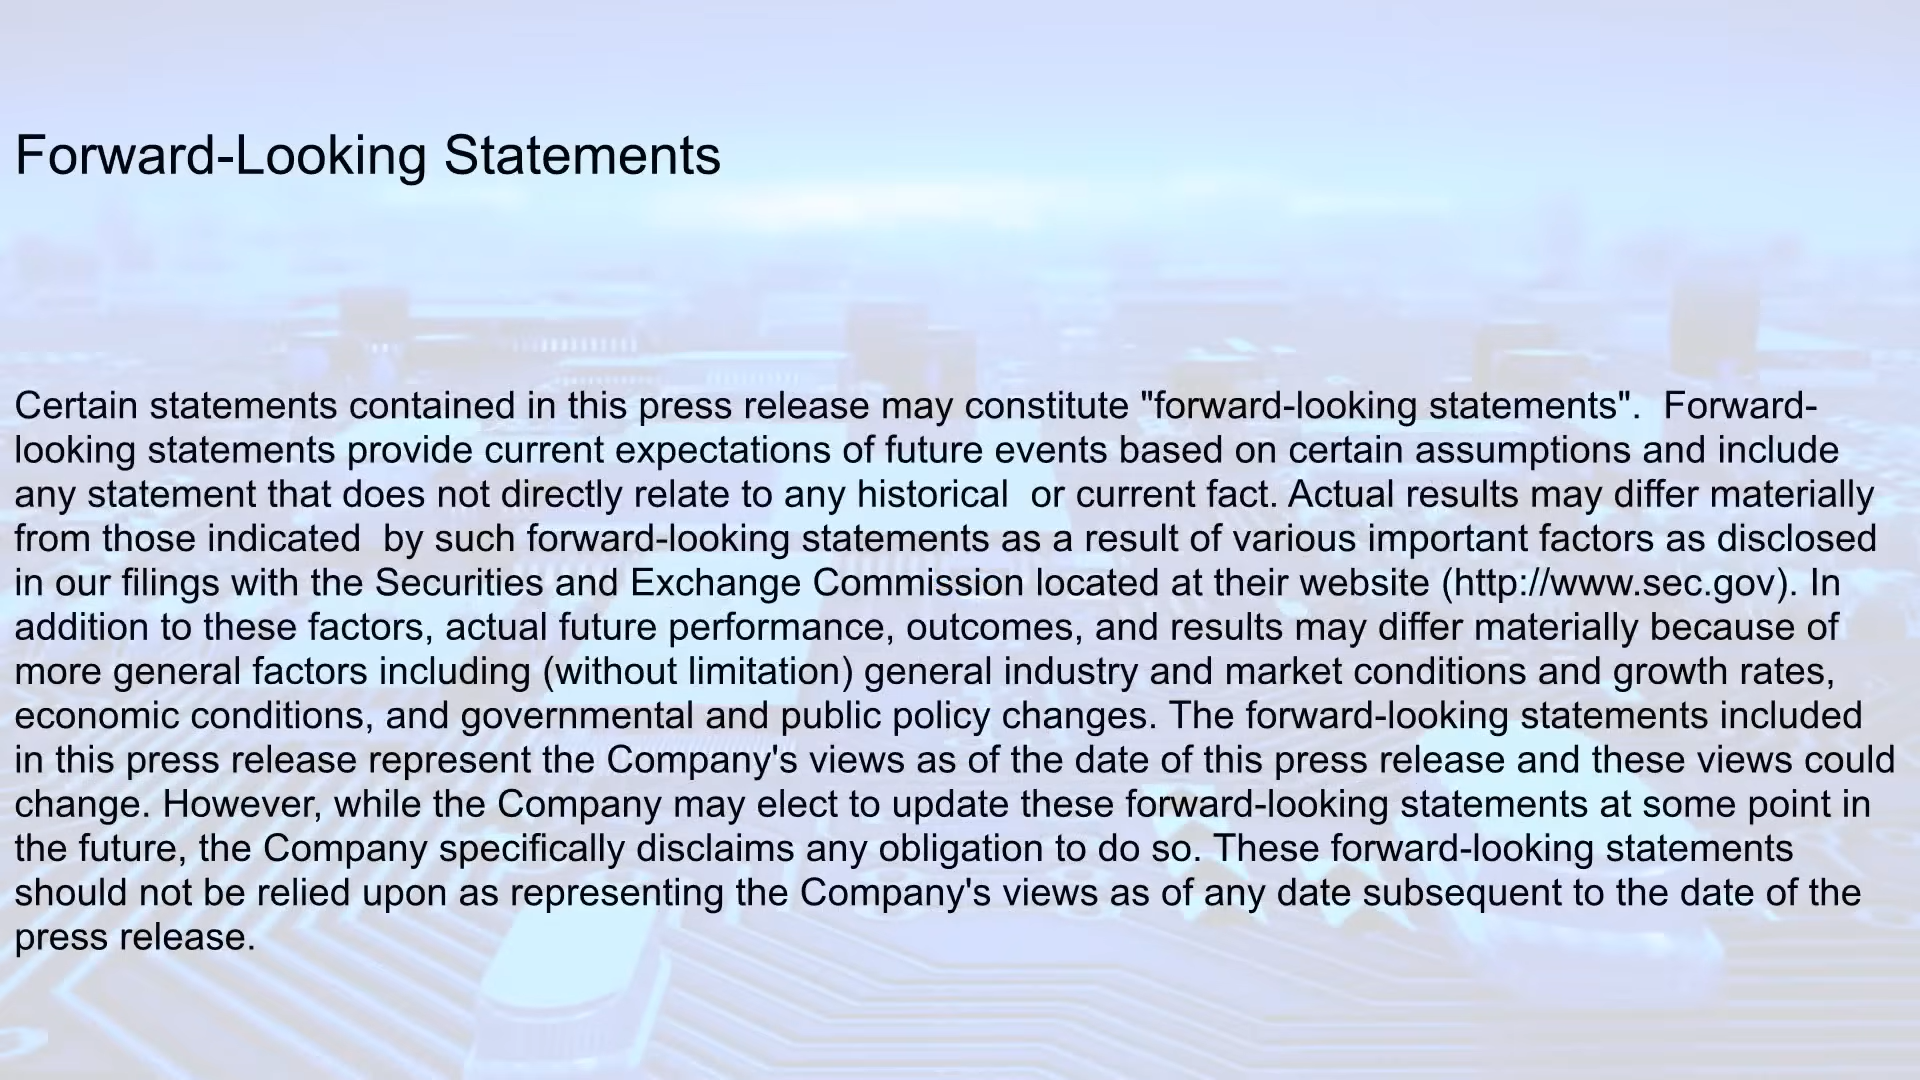 Forward-Looking Statements
Certain statements contained in this press release may constitute "forward-looking statements".  Forward-
looking statements provide current expectations of future events based on certain assumptions and include
any statement that does not directly relate to any historical  or current fact. Actual results may differ materially
from those indicated  by such forward-looking statements as a result of various important factors as disclosed
in our filings with the Securities and Exchange Commission located at their website (http://www.sec.gov). In
addition to these factors, actual future performance, outcomes, and results may differ materially because of
more general factors including (without limitation) general industry and market conditions and growth rates,
economic conditions, and governmental and public policy changes. The forward-looking statements included
in this press release represent the Company's views as of the date of this press release and these views could
change. However, while the Company may elect to update these forward-looking statements at some point in
the future, the Company specifically disclaims any obligation to do so. These forward-looking statements
should not be relied upon as representing the Company's views as of any date subsequent to the date of the
press release.